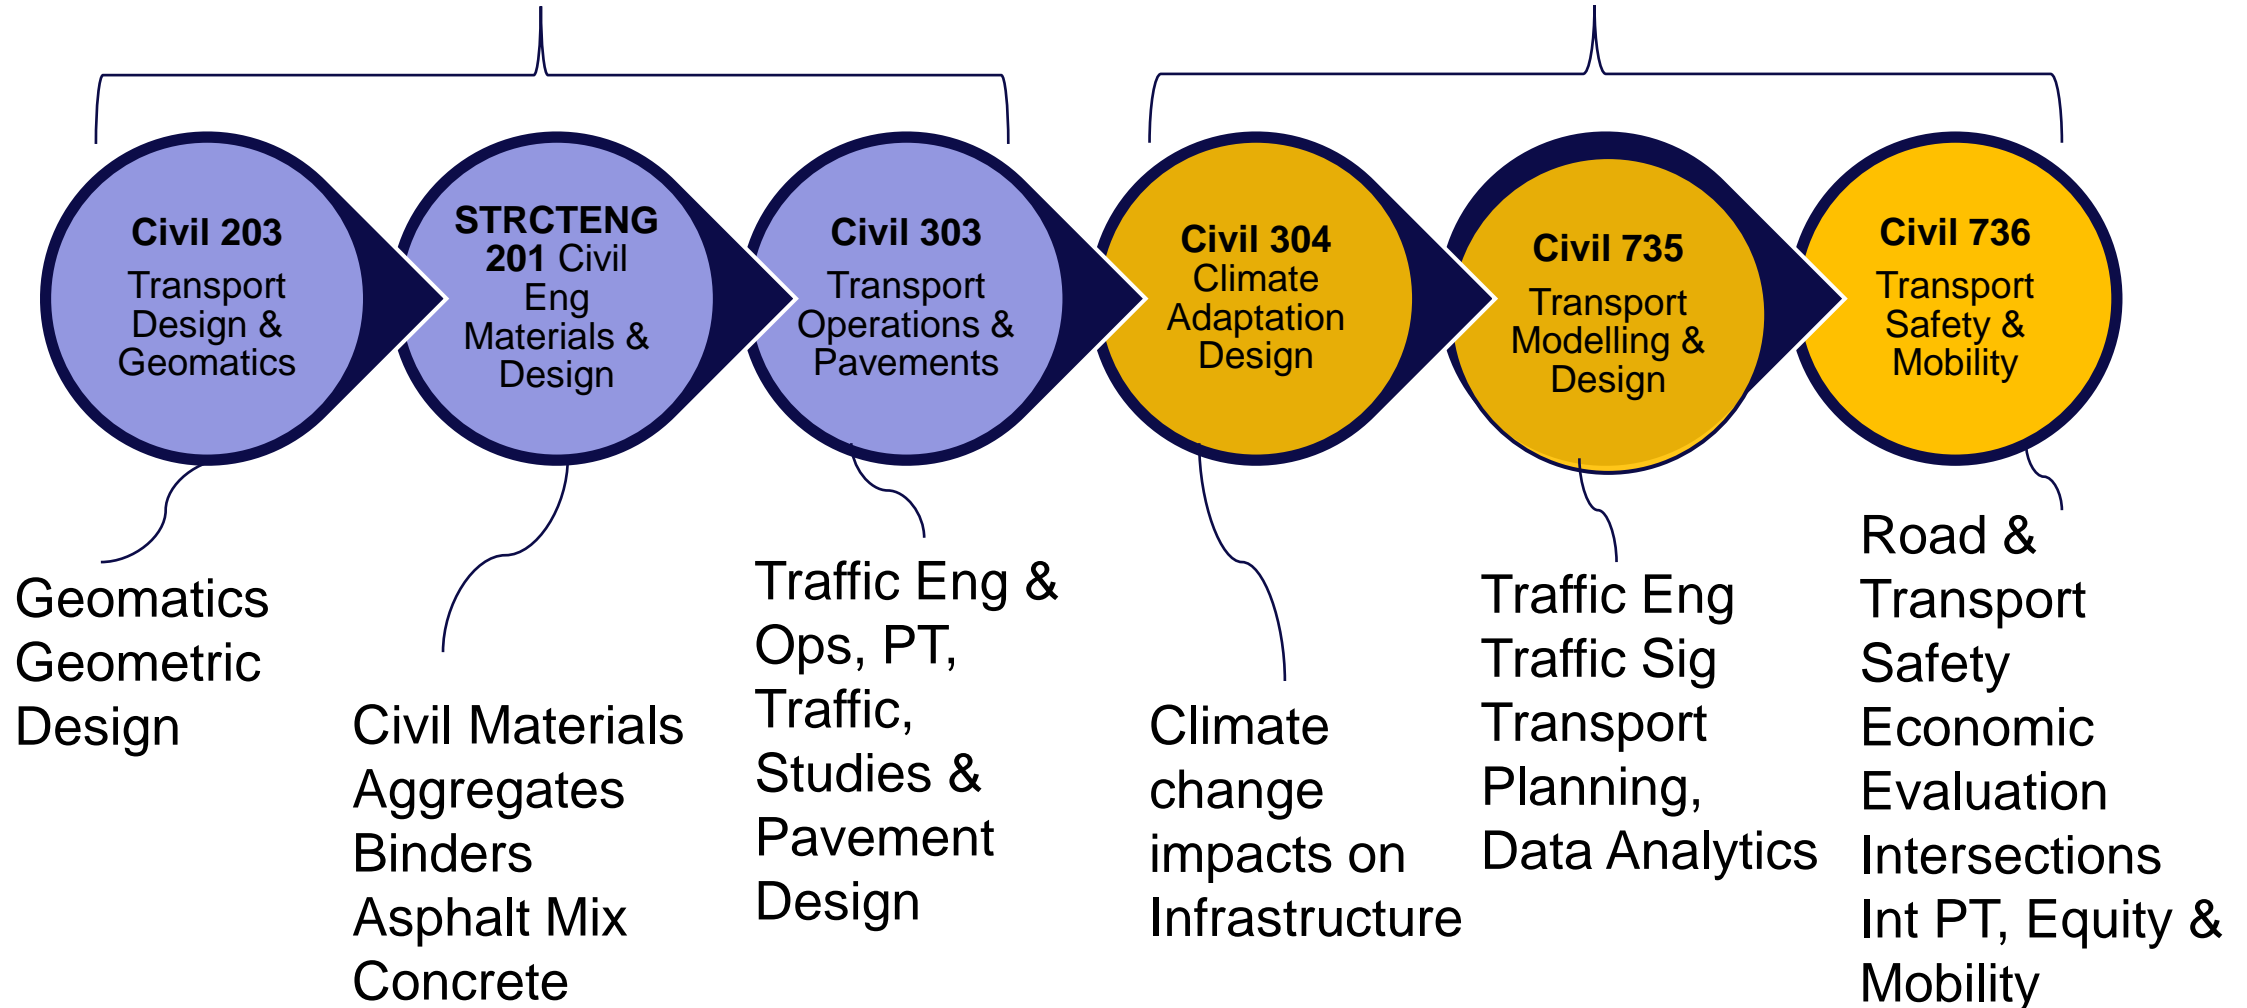 Civil 203
Transport
Design &
Geomatics
STRCTENG
201 Civil
Eng
Materials &
Design
Civil 303
Transport
Operations &
Pavements
Civil 304
Climate
Adaptation
Design
Civil 735
Transport
Modelling &
Design
Civil 736
Transport
Safety &
Mobility
Geomatics
Geometric
Design
Civil Materials
Aggregates
Binders
Asphalt Mix
Concrete
Traffic Eng &
Ops, PT,
Traffic,
Studies &
Pavement
Design
Climate
change
impacts on
Infrastructure
Traffic Eng
Traffic Sig
Transport
Planning,
Data Analytics
Road &
Transport
Safety
Economic
Evaluation
Intersections
Int PT, Equity &
Mobility